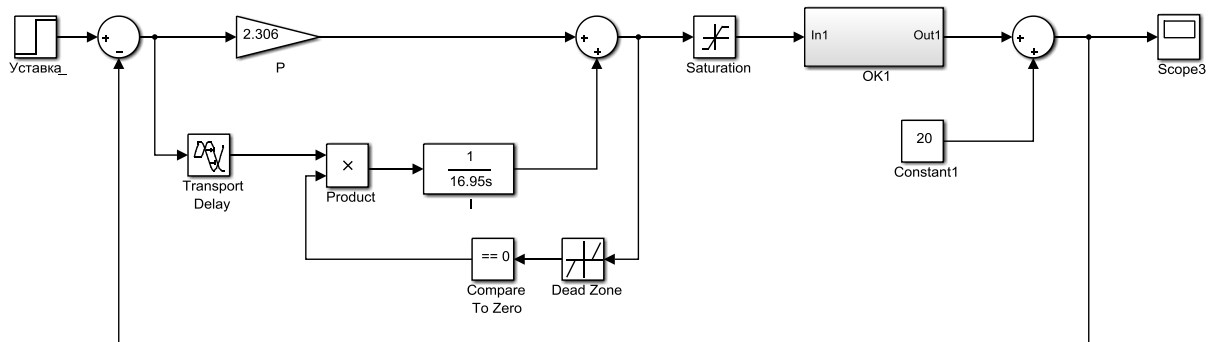 Уставка_
+
−
2.306
P
+
+
Saturation
In1
Out1
OK1
+
+
Scope3
20
Constant1
Transport
Delay
×
Product
1
16.95s
I
== 0
Compare
To Zero
Dead Zone